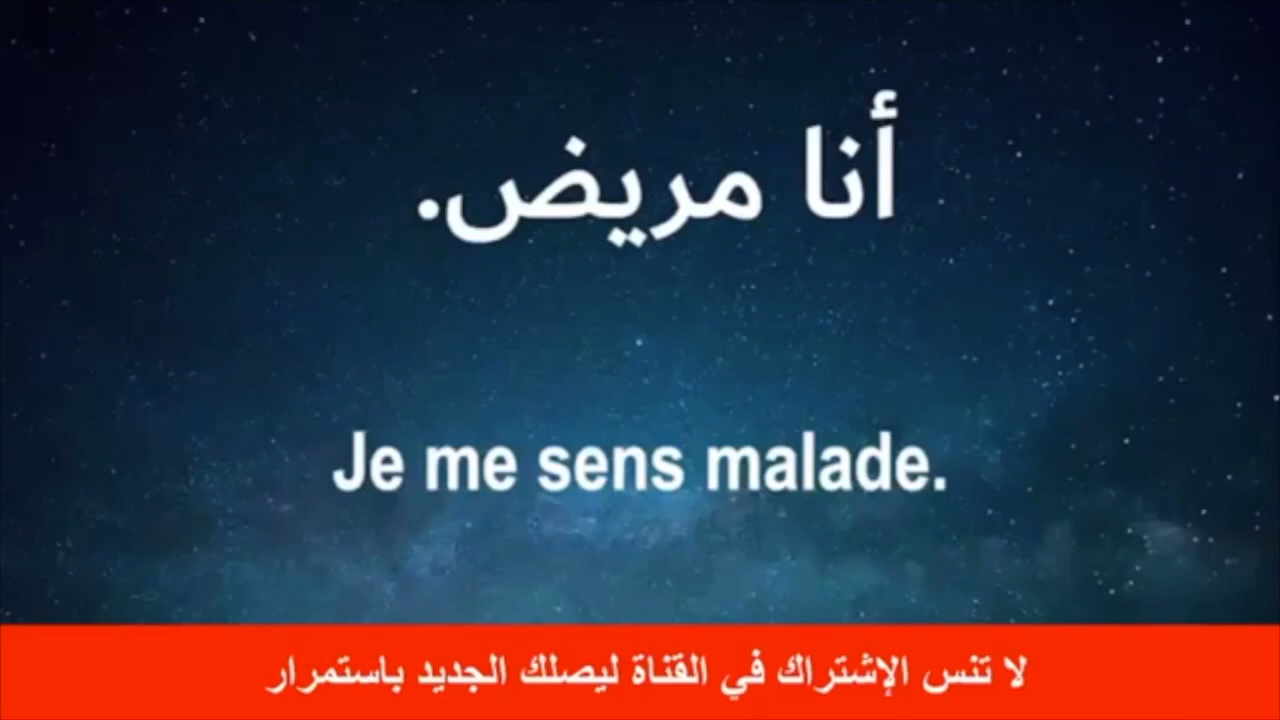 أنا مريض.
Je me sens malade.
لا تنس الإشتراك في القناة ليصلك الجديد باستمرار